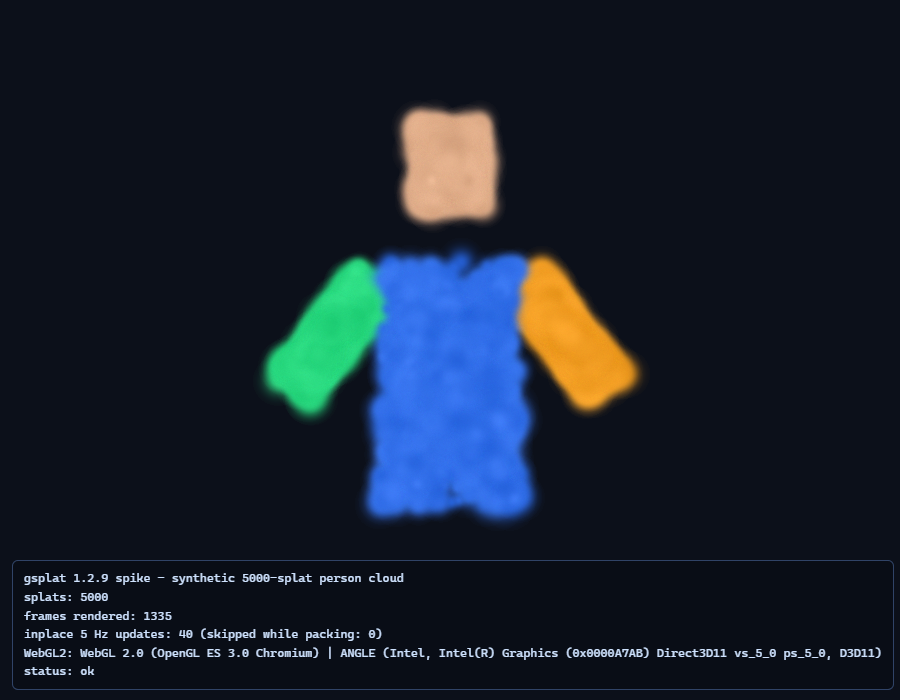 gsplat 1.2.9 spike — synthetic 5000-splat person cloud
splats: 5000
frames rendered: 1335
inplace 5 Hz updates: 40 (skipped while packing: 0)
WebGL2: WebGL 2.0 (OpenGL ES 3.0 Chromium) | ANGLE (Intel, Intel(R) Graphics (0x0000A7AB) Direct3D11 vs_5_0 ps_5_0, D3D11)
status: ok